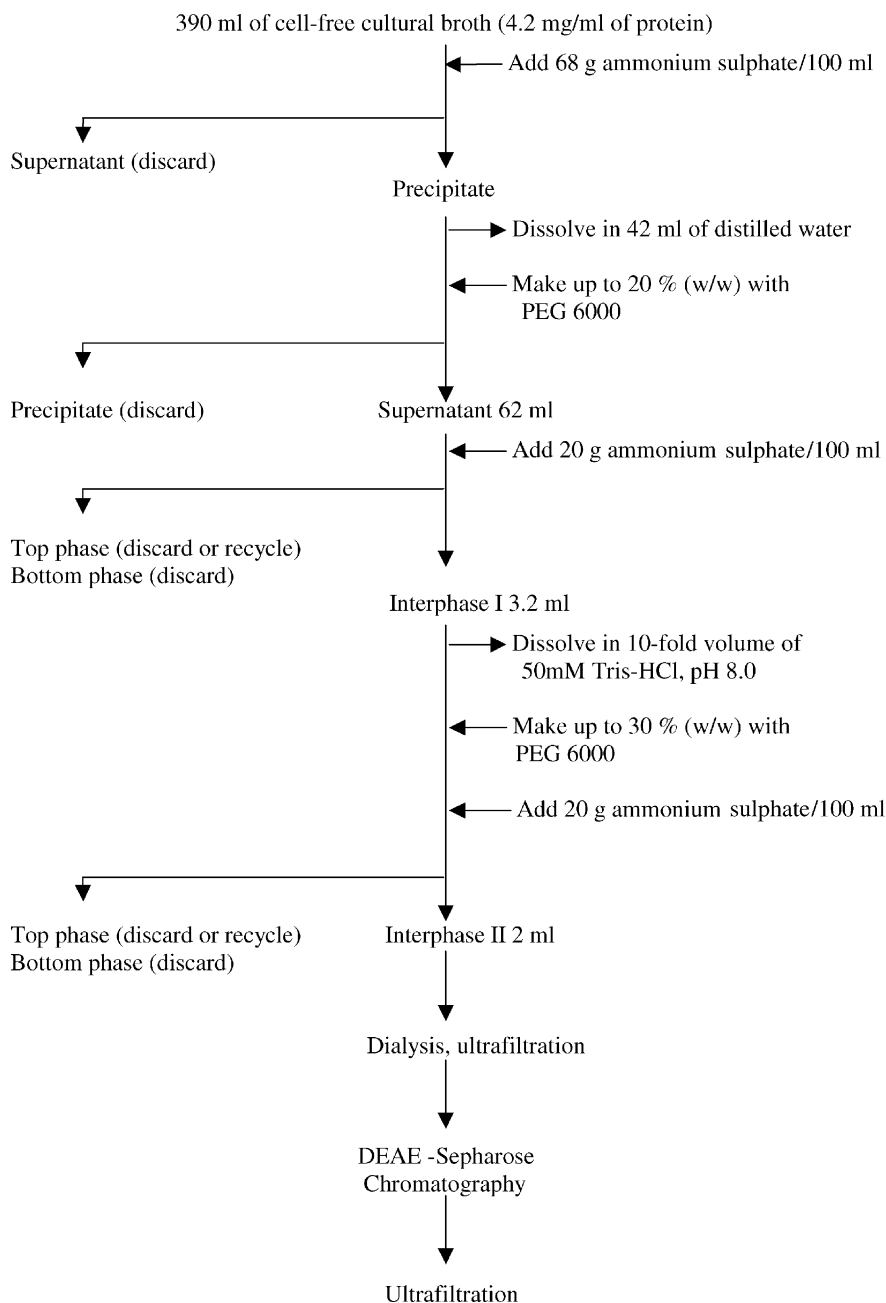 390 ml of cell-free cultural broth (4.2 mg/ml of protein)
Add 68 g ammonium sulphate/100 ml
Supernatant (discard)
Precipitate
Dissolve in 42 ml of distilled water
Make up to 20 % (w/w) with
PEG 6000
Precipitate (discard)
Supernatant 62 ml
Add 20 g ammonium sulphate/100 ml
Top phase (discard or recycle)
Bottom phase (discard)
Interphase I 3.2 ml
Dissolve in 10-fold volume of
50mM Tris-HCl, pH 8.0
Make up to 30 % (w/w) with
PEG 6000
Add 20 g ammonium sulphate/100 ml
Top phase (discard or recycle)
Bottom phase (discard)
Interphase II 2 ml
Dialysis, ultrafiltration
DEAE -Sepharose
Chromatography
Ultrafiltration